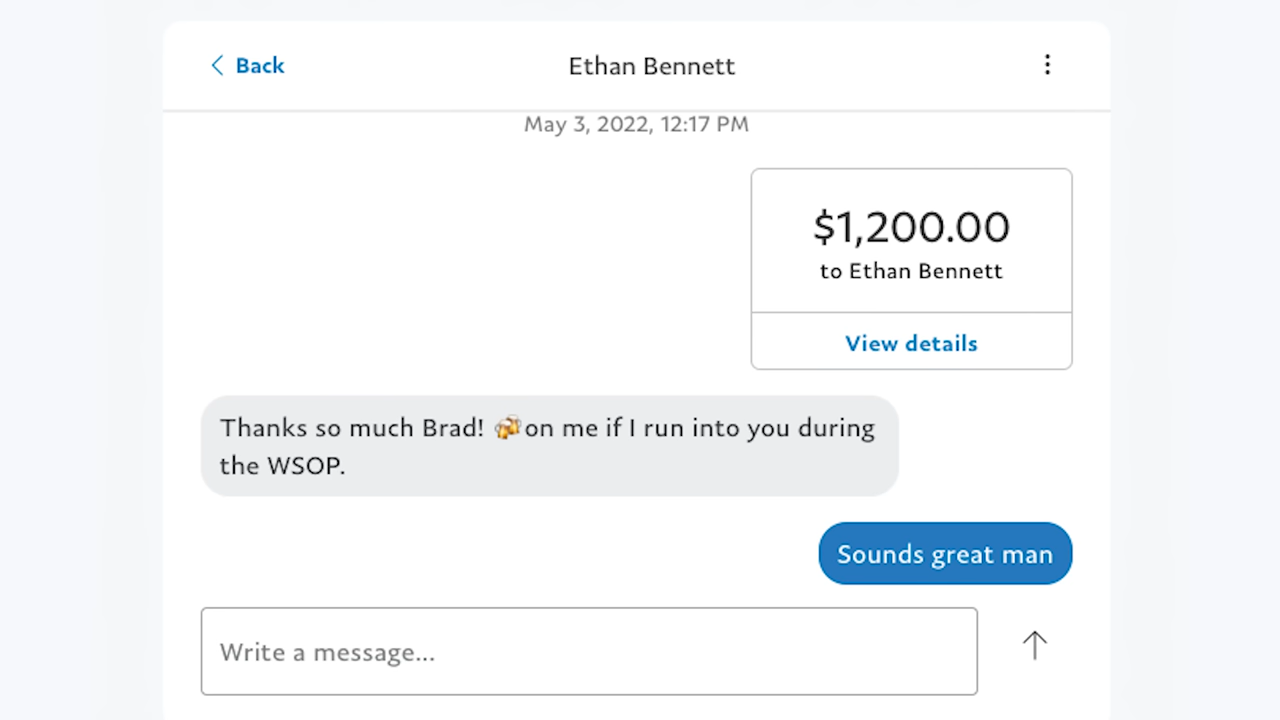 Back
Ethan Bennett
May 3, 2022, 12:17 PM
$1,200.00
to Ethan Bennett
View details
Thanks so much Brad! 🍻on me if I run into you during
the WSOP.
Sounds great man
Write a message...